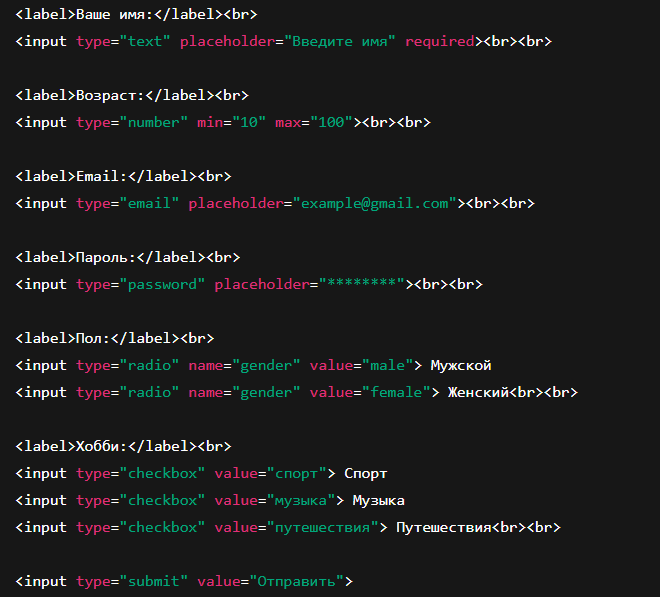 <label>Ваше имя:</label><br>
<input type="text" placeholder="Введите имя" required><br><br>
<label>Возраст:</label><br>
<input type="number" min="10" max="100"><br><br>
<label>Email:</label><br>
<input type="email" placeholder="example@gmail.com"><br><br>
<label>Пароль:</label><br>
<input type="password" placeholder="********"><br><br>
<label>Пол:</label><br>
<input type="radio" name="gender" value="male"> Мужской
<input type="radio" name="gender" value="female"> Женский<br><br>
<label>Хобби:</label><br>
<input type="checkbox" value="спорт"> Спорт
<input type="checkbox" value="музыка"> Музыка
<input type="checkbox" value="путешествия"> Путешествия<br><br>
<input type="submit" value="Отправить">